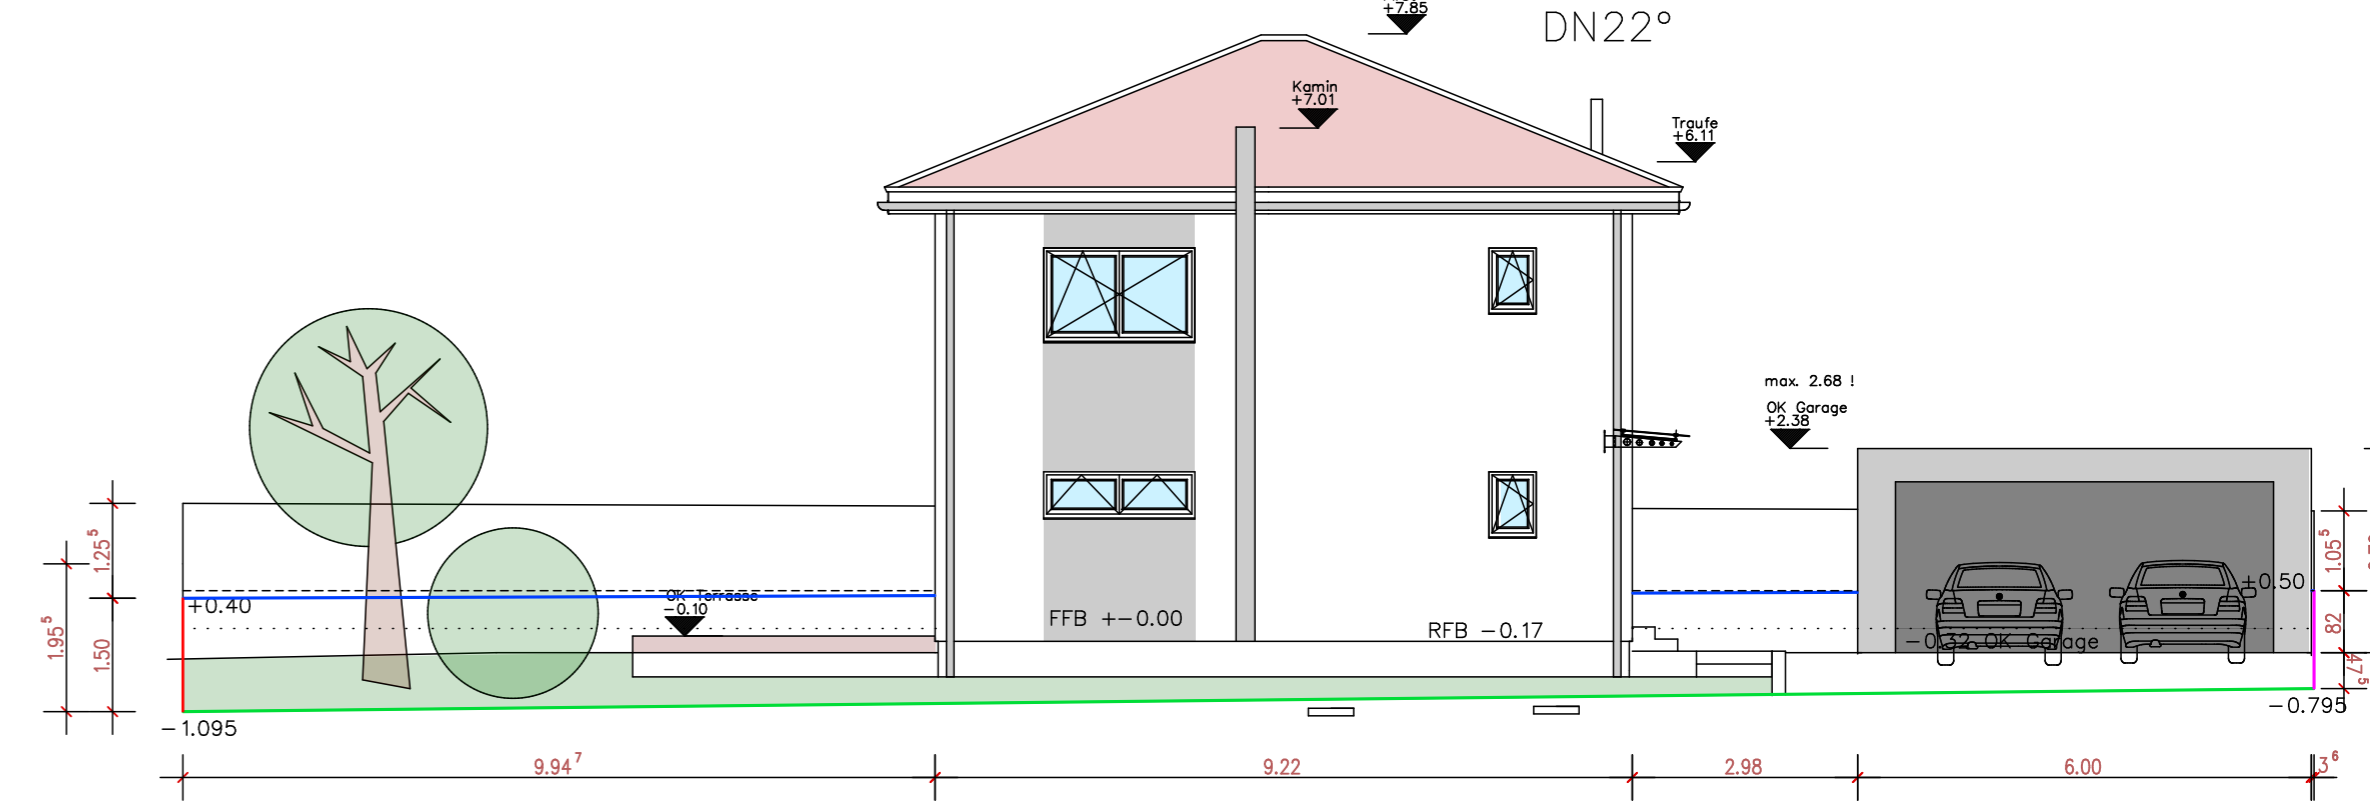 +7.85
DN22°
Kamin
+7.01
Traufe
+6.11
max. 2.68 !
OK Garage
+2.38
1.25⁵
1.95⁵
1.50
+0.40
OK Terrasse
-0.10
FFB +-0.00
RFB -0.17
+0.50
-0.32 OK Garage
1.05⁵
82
47⁵
-1.095
-0.795
9.94⁷
9.22
2.98
6.00
3⁶